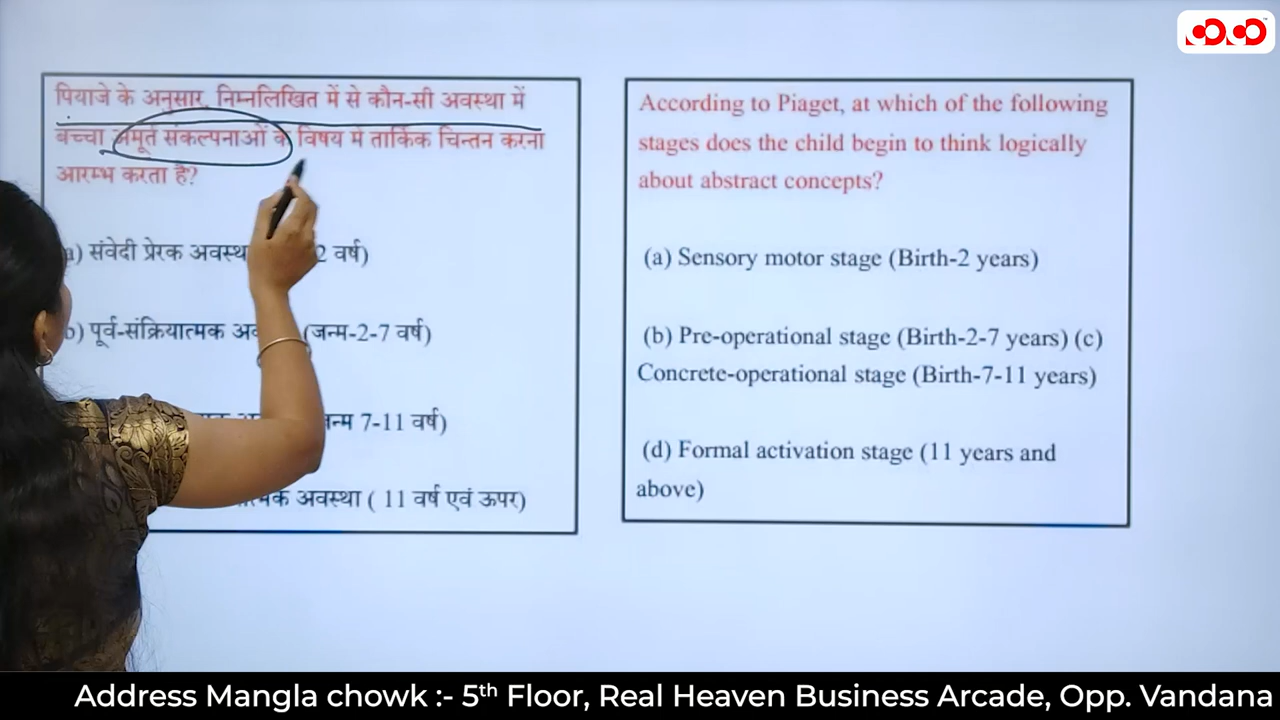 पियाजे के अनुसार, निम्नलिखित में से कौन-सी अवस्था में
बच्चा अमूर्त संकल्पनाओं के विषय में तार्किक चिन्तन करना
आरम्भ करता है?
a) संवेदी प्रेरक 2 वर्ष)
पूर्व-संक्रियात्मक (जन्म-2-7 वर्ष)
7-11 वर्ष)
अवस्था ( 11 वर्ष एवं ऊपर)
According to Piaget, at which of the following
stages does the child begin to think logically
about abstract concepts?
(a) Sensory motor stage (Birth-2 years)
(b) Pre-operational stage (Birth-2-7 years) (c)
Concrete-operational stage (Birth-7-11 years)
(d) Formal activation stage (11 years and
above)
Address Mangla chowk :- 5th Floor, Real Heaven Business Arcade, Opp. Vandana